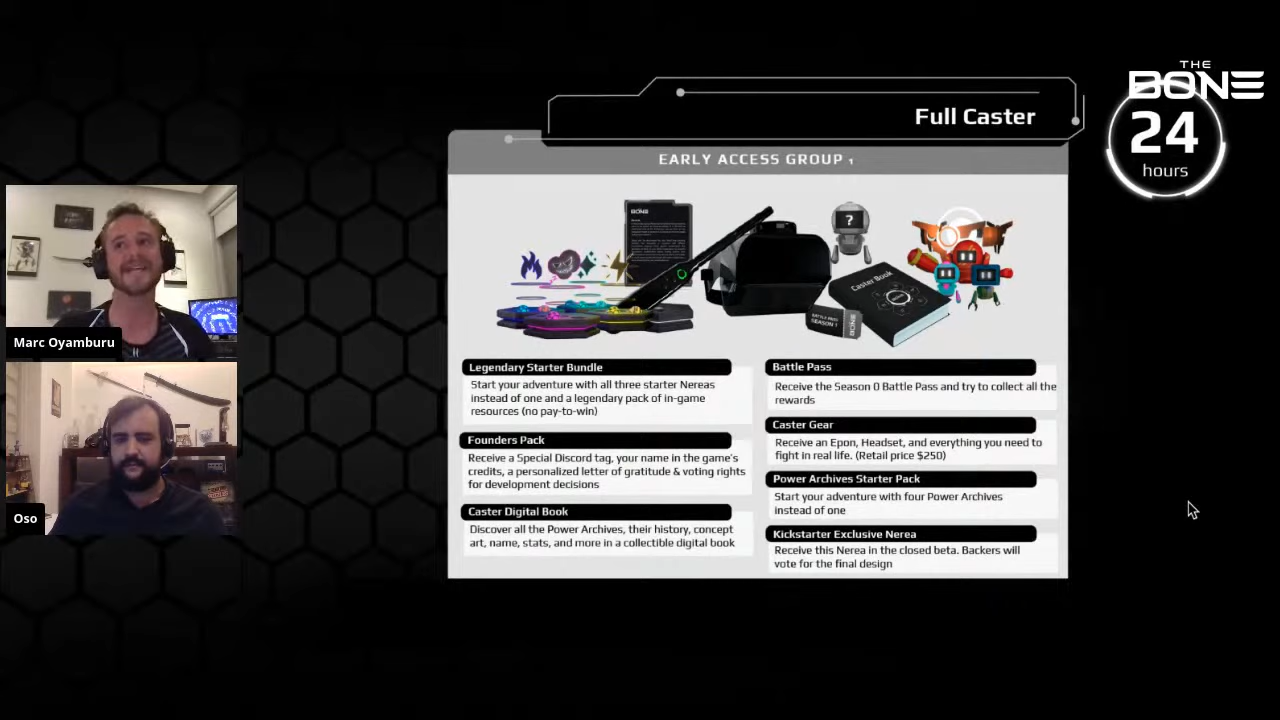 THE
BONE
24
hours
Full Caster
EARLY ACCESS GROUP 1
BONE
?
Caster Book
BATTLE PASS
SEASON 1
BONE
Marc Oyamburu
Oso
Legendary Starter Bundle
Start your adventure with all three starter Nereas
instead of one and a legendary pack of in-game
resources (no pay-to-win)
Founders Pack
Receive a Special Discord tag, your name in the game's
credits, a personalized letter of gratitude & voting rights
for development decisions
Caster Digital Book
Discover all the Power Archives, their history, concept
art, name, stats, and more in a collectible digital book
Battle Pass
Receive the Season 0 Battle Pass and try to collect all the
rewards
Caster Gear
Receive an Epon, Headset, and everything you need to
fight in real life. (Retail price $250)
Power Archives Starter Pack
Start your adventure with four Power Archives
instead of one
Kickstarter Exclusive Nerea
Receive this Nerea in the closed beta. Backers will
vote for the final design